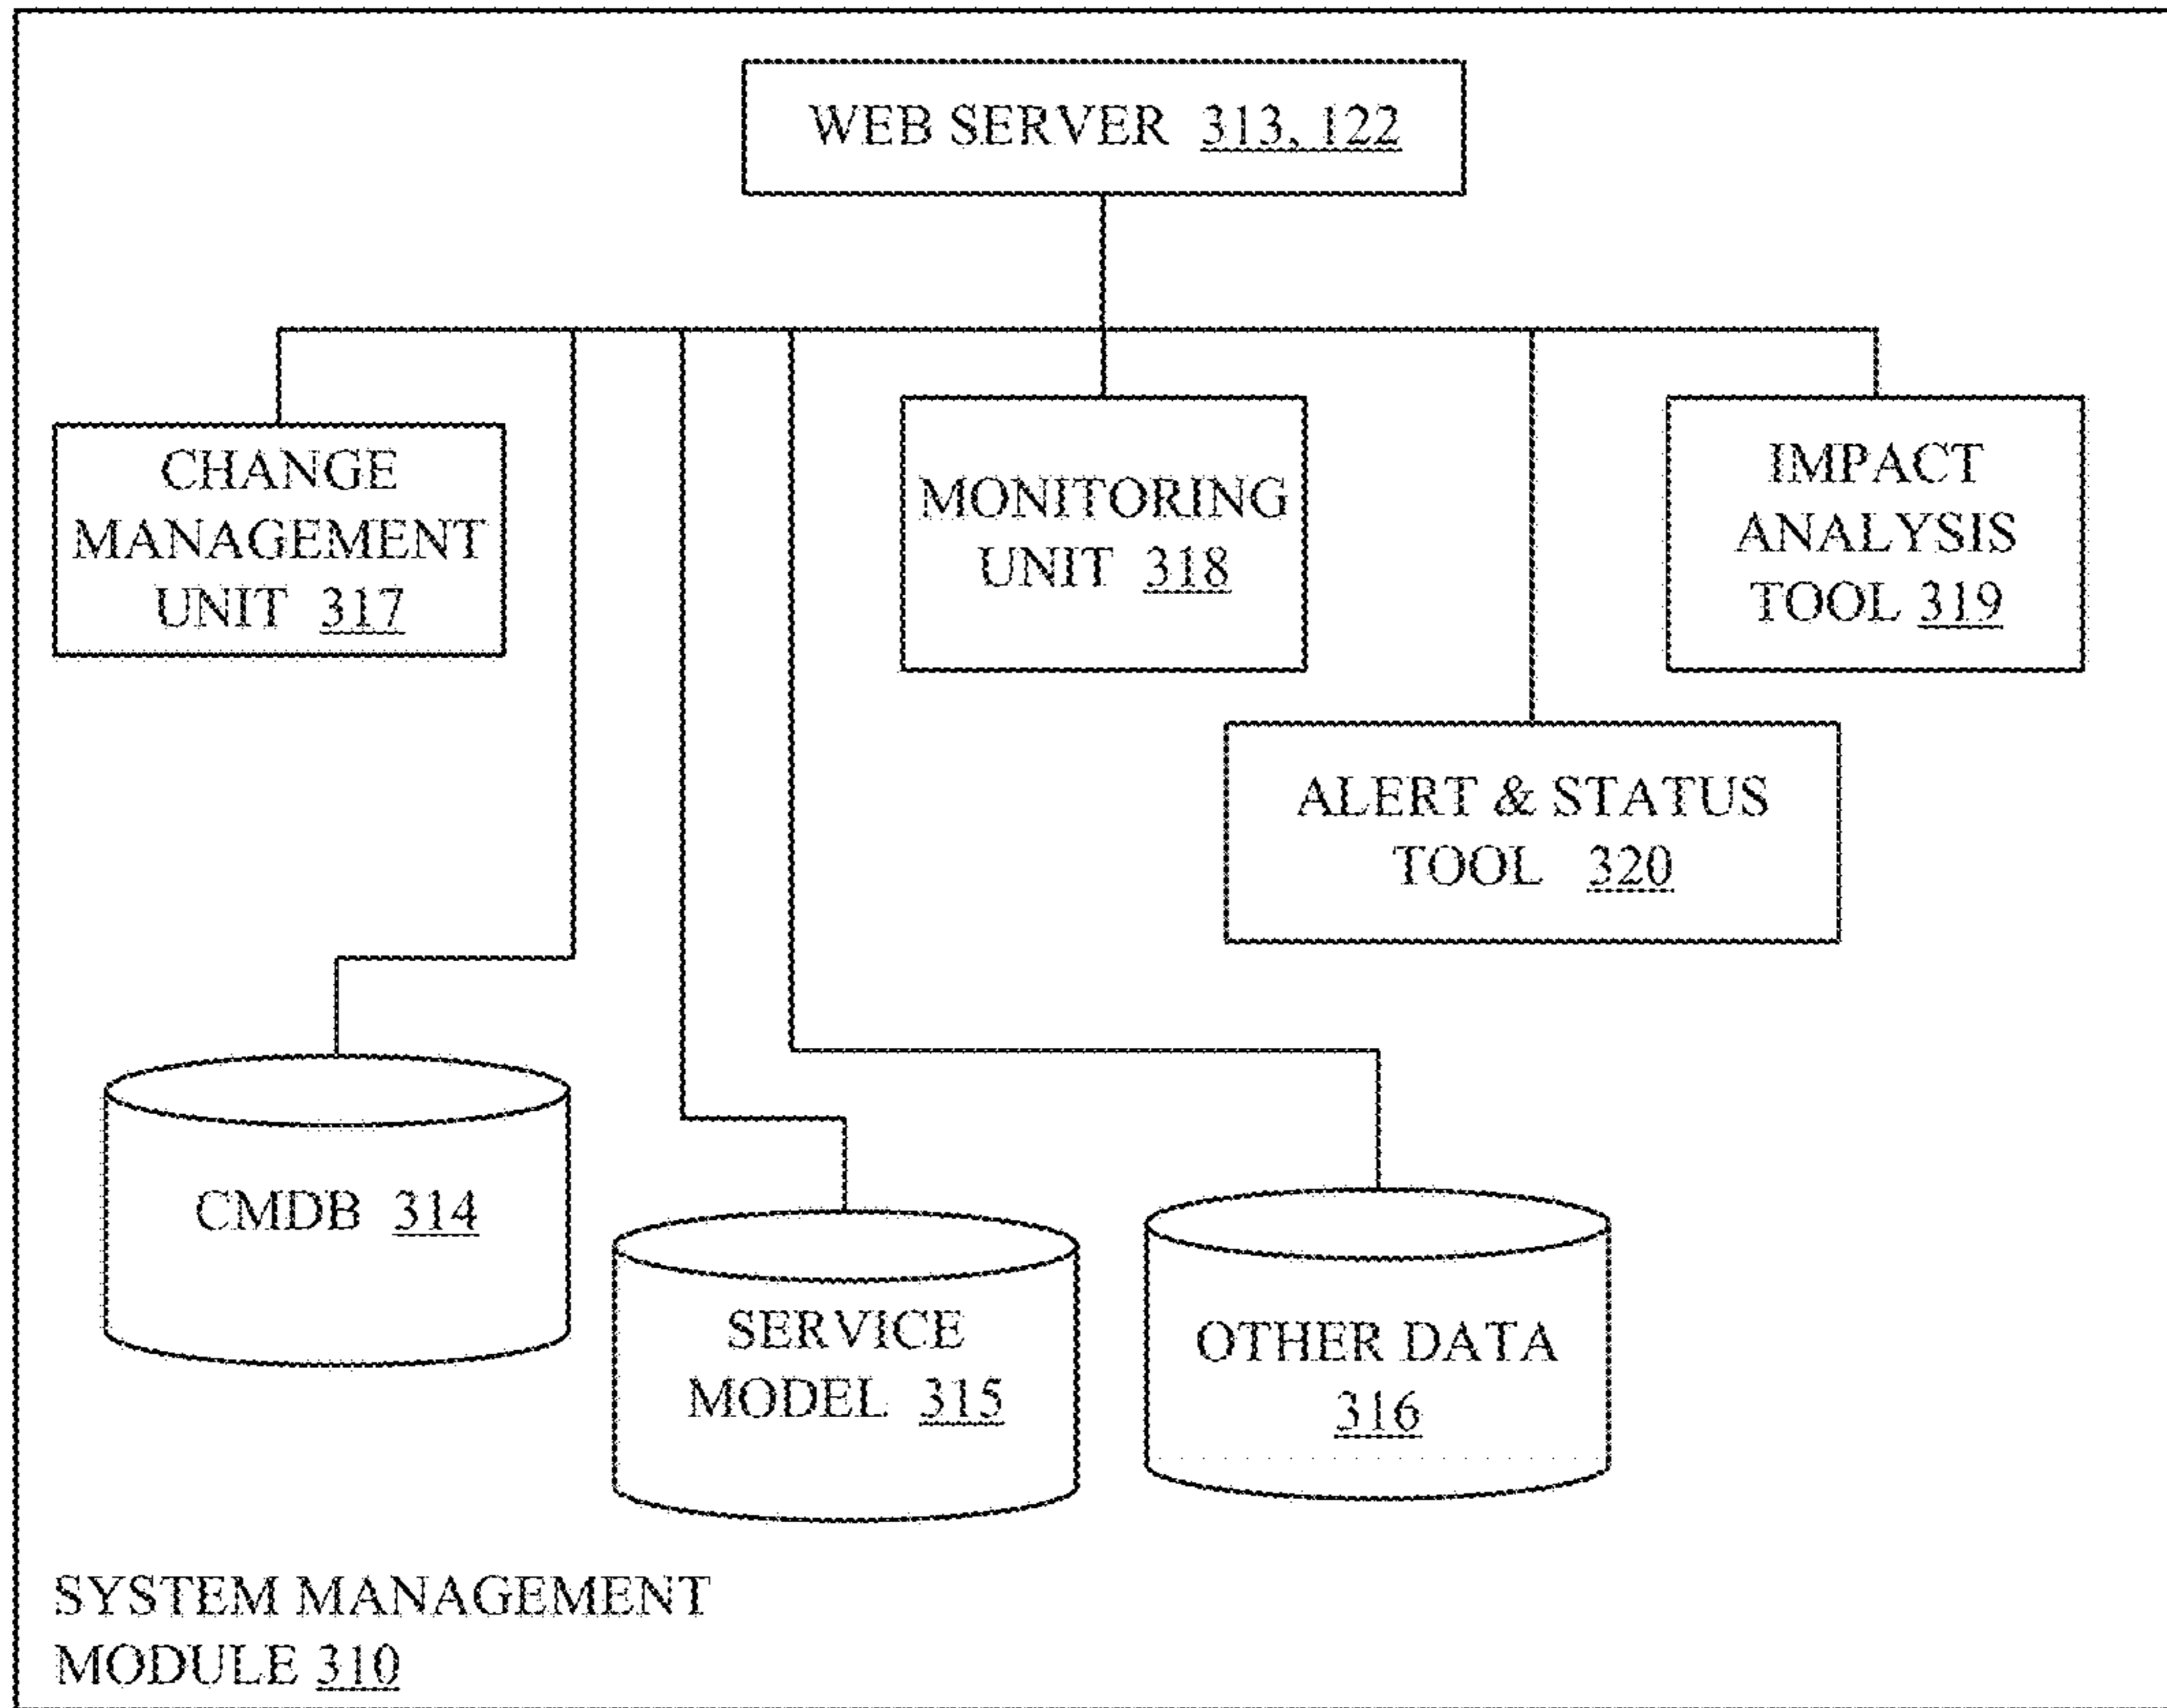 WEB SERVER 313, 122
CHANGE
MANAGEMENT
UNIT 317
MONITORING
UNIT 318
IMPACT
ANALYSIS
TOOL 319
ALERT & STATUS
TOOL 320
CMDB 314
SERVICE
MODEL 315
OTHER DATA
316
SYSTEM MANAGEMENT
MODULE 310